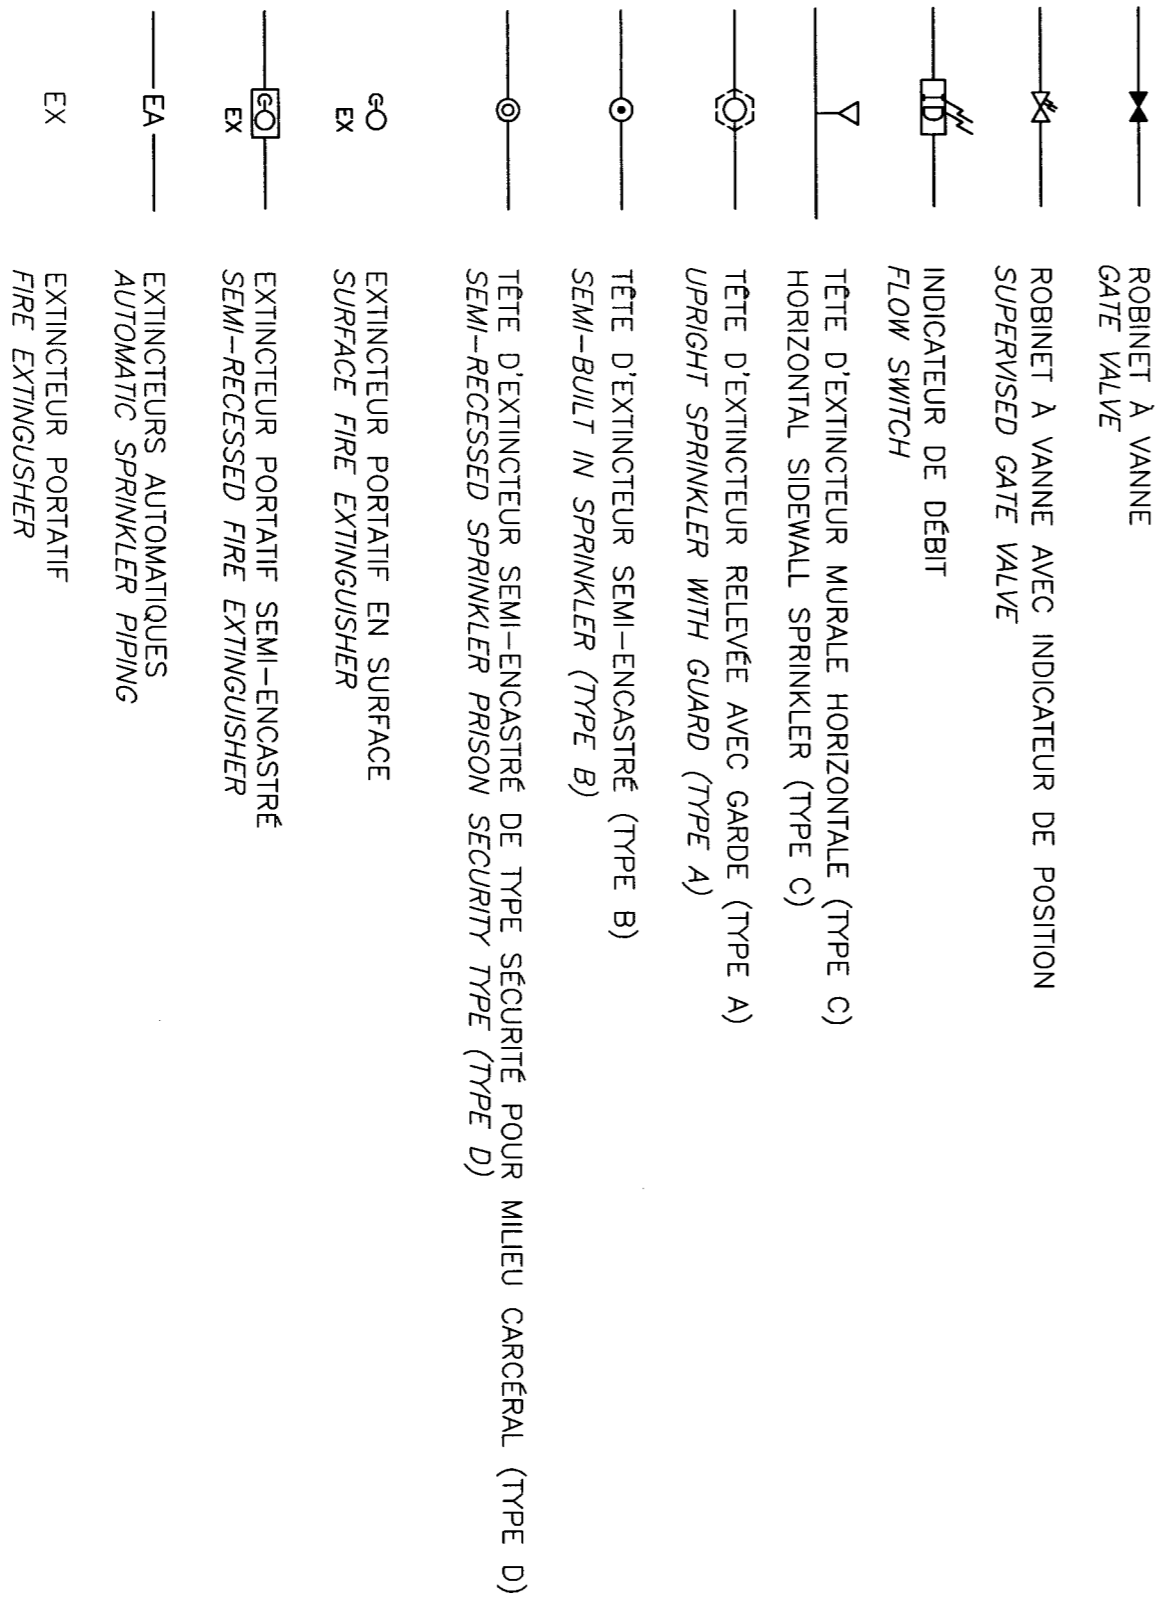 ROBINET À VANNE
GATE VALVE
ROBINET À VANNE AVEC INDICATEUR DE POSITION
SUPERVISED GATE VALVE
ID
INDICATEUR DE DÉBIT
FLOW SWITCH
TÊTE D'EXTINCTEUR MURALE HORIZONTALE (TYPE C)
HORIZONTAL SIDEWALL SPRINKLER (TYPE C)
TÊTE D'EXTINCTEUR RELEVÉE AVEC GARDE (TYPE A)
UPRIGHT SPRINKLER WITH GUARD (TYPE A)
TÊTE D'EXTINCTEUR SEMI-ENCASTRÉ (TYPE B)
SEMI-BUILT IN SPRINKLER (TYPE B)
TÊTE D'EXTINCTEUR SEMI-ENCASTRÉ DE TYPE SÉCURITÉ POUR MILIEU CARCÉRAL (TYPE D)
SEMI-RECESSED SPRINKLER PRISON SECURITY TYPE (TYPE D)
EX
EXTINCTEUR PORTATIF EN SURFACE
SURFACE FIRE EXTINGUISHER
EX
EXTINCTEUR PORTATIF SEMI-ENCASTRÉ
SEMI-RECESSED FIRE EXTINGUISHER
EA
EXTINCTEURS AUTOMATIQUES
AUTOMATIC SPRINKLER PIPING
EX
EXTINCTEUR PORTATIF
FIRE EXTINGUSHER